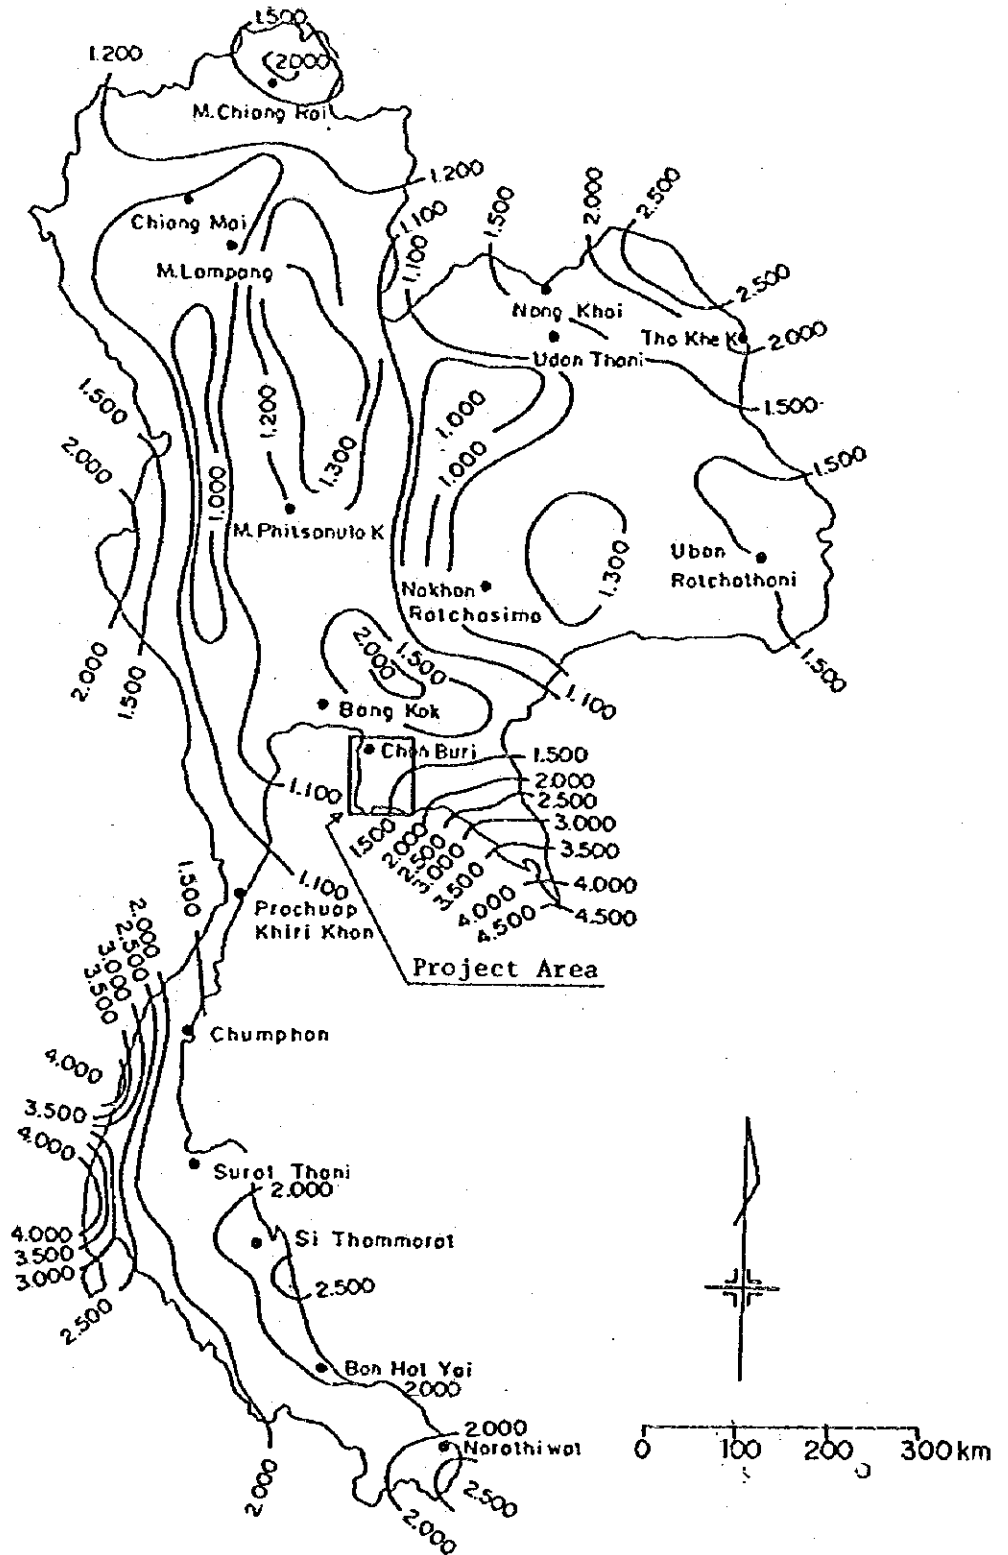 1.500
1.200
2.000
M.Chiang Rai
1.200
1.100
1.500
2.000
2.500
Chiang Mai
1.100
M.Lampang
2.500
Nong Khai
Tha Khe K
2.000
Udon Thani
1.500
1.500
1.000
1.200
2.000
1.300
1.000
1.500
1.000
M.Phitsanulo K
Ubon
Ratchathani
1.300
Nakhon
Ratchasima
2.000
1.500
2.000
1.500
1.500
1.100
Bang Kok
Chon Buri
1.500
1.100
2.000
2.500
3.000
1.500
2.000
2.500
3.000
3.500
3.500
4.000
4.500
4.000
4.500
1.500
1.100
Prachuap
Khiri Khan
2.000
2.500
3.000
3.500
Project Area
Chumphon
4.000
3.500
4.000
Surat Thani
2.000
4.000
3.500
3.000
Si Thammarat
2.500
2.500
Ban Hat Yai
2.000
2.000
Narathiwat
2.000
2.500
2.000
0 100 200 300 km